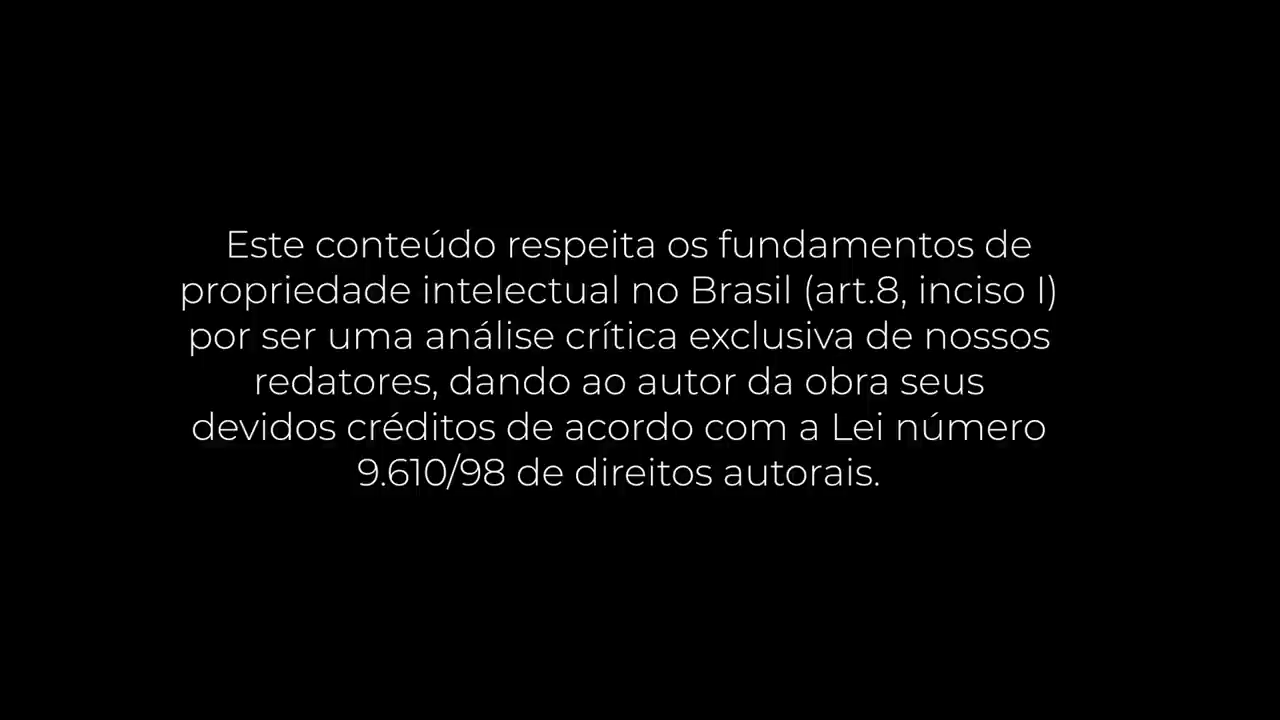 Este conteúdo respeita os fundamentos de
propriedade intelectual no Brasil (art.8, inciso I)
por ser uma análise crítica exclusiva de nossos
redatores, dando ao autor da obra seus
devidos créditos de acordo com a Lei número
9.610/98 de direitos autorais.